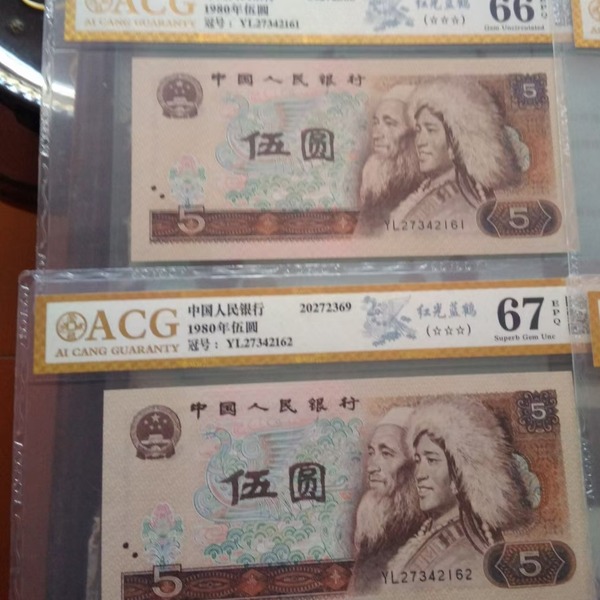 ACG
AI CANG GUARANTY
1980年伍圆
冠号: YL27342161
红光蓝鹤
(☆☆☆)
66
EPQ
Gem Uncirculated
中国人民银行
5
伍圆
YL27342161
5
5
ACG
AI CANG GUARANTY
中国人民银行
20272369
1980年伍圆
冠号: YL27342162
红光蓝鹤
(☆☆☆)
67
EPQ
Superb Gem Unc
中国人民银行
5
伍圆
YL27342162
5
5